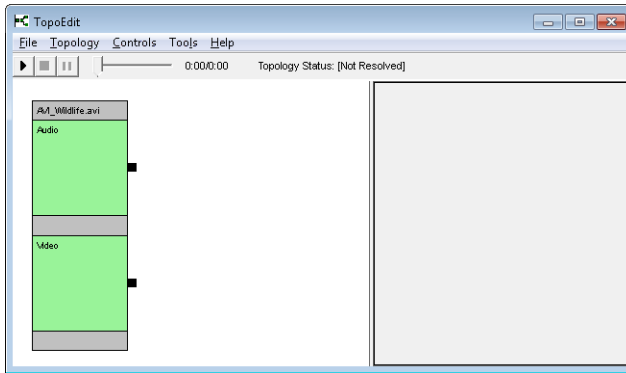 TopoEdit
File Topology Controls Tools Help
0:00/0:00 Topology Status: [Not Resolved]
AVI_Wildlife.avi
Audio
Video